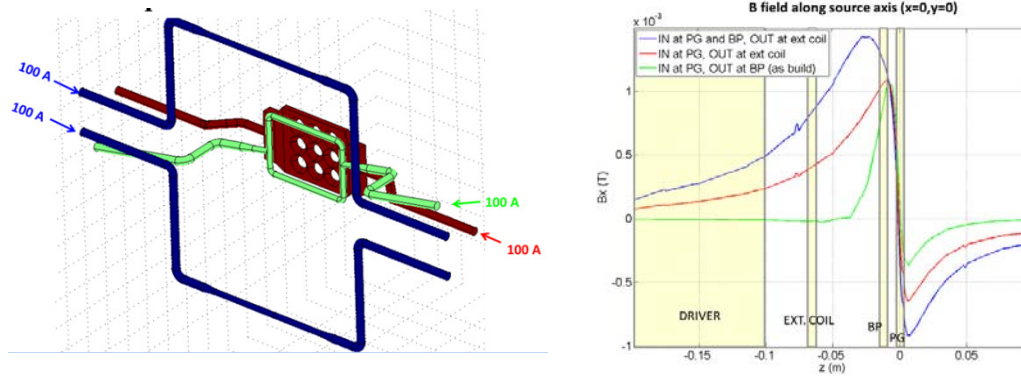 100 A
100 A
100 A
100 A
B field along source axis (x=0,y=0)
x 10⁻³
IN at PG and BP, OUT at ext coil
IN at PG, OUT at ext coil
IN at PG, OUT at BP (as build)
1
0.5
0
-0.5
-1
Bx (T)
DRIVER
EXT. COIL
BP
PG
-0.15
-0.1
-0.05
0
0.05
z (m)